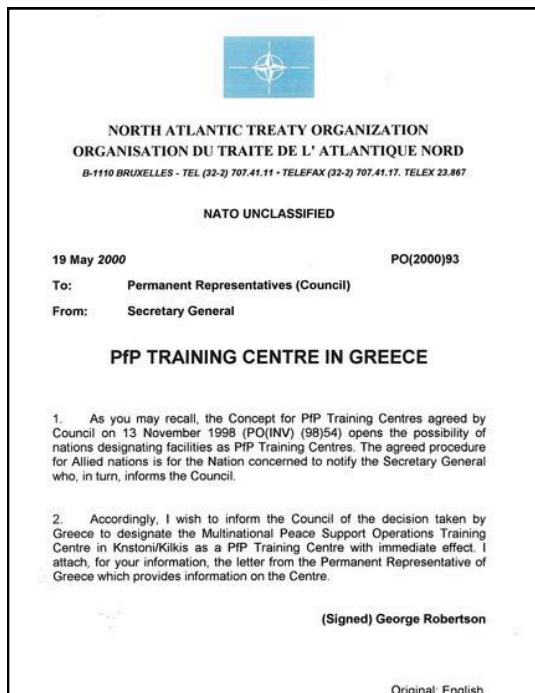 NORTH ATLANTIC TREATY ORGANIZATION
ORGANISATION DU TRAITE DE L' ATLANTIQUE NORD
B-1110 BRUXELLES - TEL (32-2) 707.41.11 • TELEFAX (32-2) 707.41.17. TELEX 23.867
NATO UNCLASSIFIED
19 May 2000 PO(2000)93
To: Permanent Representatives (Council)
From: Secretary General
PfP TRAINING CENTRE IN GREECE
1. As you may recall, the Concept for PfP Training Centres agreed by
Council on 13 November 1998 (PO(INV) (98)54) opens the possibility of
nations designating facilities as PfP Training Centres. The agreed procedure
for Allied nations is for the Nation concerned to notify the Secretary General
who, in turn, informs the Council.
2. Accordingly, I wish to inform the Council of the decision taken by
Greece to designate the Multinational Peace Support Operations Training
Centre in Knstoni/Kilkis as a PfP Training Centre with immediate effect. I
attach, for your information, the letter from the Permanent Representative of
Greece which provides information on the Centre.
(Signed) George Robertson
Original: English